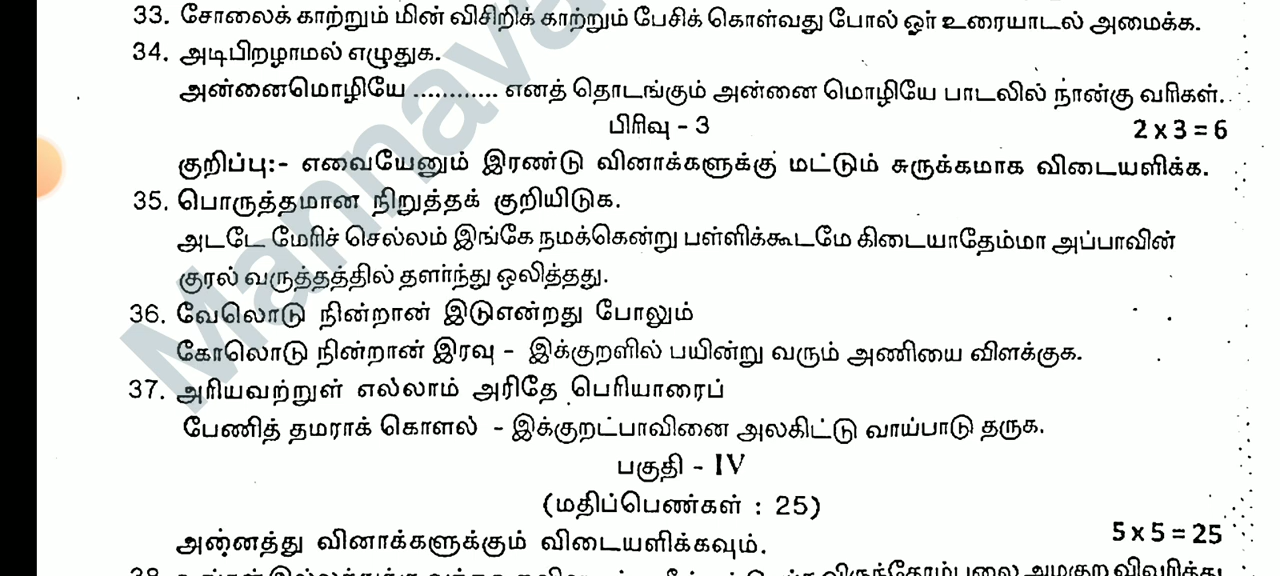 33. சோலைக் காற்றும் மின் விசிறிக் காற்றும் பேசிக் கொள்வது போல் ஓர் உரையாடல் அமைக்க.
34. அடிபிறழாமல் எழுதுக.
அன்னைமொழியே ............ எனத் தொடங்கும் அன்னை மொழியே பாடலில் நான்கு வரிகள்.
பிரிவு - 3 2 x 3 = 6
குறிப்பு:- எவையேனும் இரண்டு வினாக்களுக்கு மட்டும் சுருக்கமாக விடையளிக்க.
35. பொருத்தமான நிறுத்தக் குறியிடுக.
அடடே மேரிச் செல்லம் இங்கே நமக்கென்று பள்ளிக்கூடமே கிடையாதேம்மா அப்பாவின்
குரல் வருத்தத்தில் தளர்ந்து ஒலித்தது.
36. வேலொடு நின்றான் இடுஎன்றது போலும்
கோலொடு நின்றான் இரவு - இக்குறளில் பயின்று வரும் அணியை விளக்குக.
37. அரியவற்றுள் எல்லாம் அரிதே பெரியாரைப்
பேணித் தமராக் கொளல் - இக்குறட்பாவினை அலகிட்டு வாய்பாடு தருக.
பகுதி - IV
(மதிப்பெண்கள் : 25)
அனைத்து வினாக்களுக்கும் விடையளிக்கவும். 5 x 5 = 25
38.